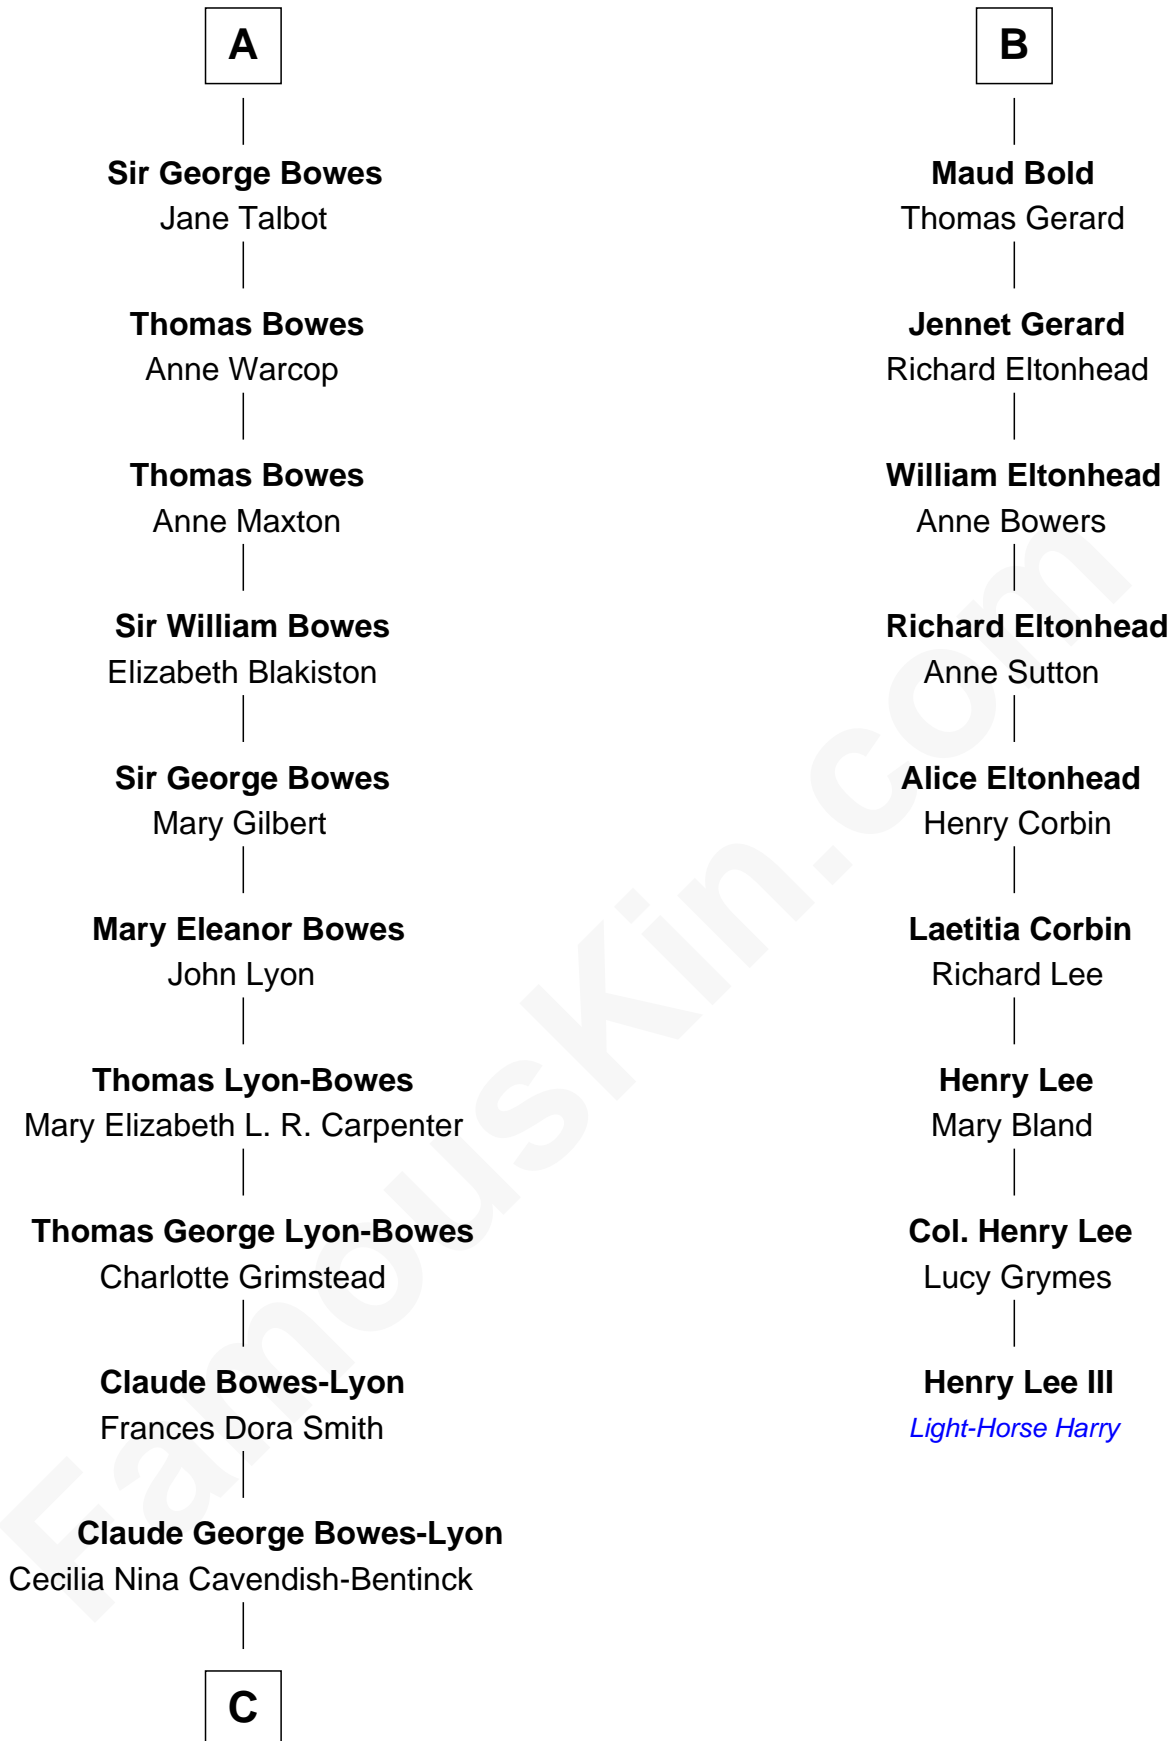 A
Sir George Bowes
Jane Talbot
Thomas Bowes
Anne Warcop
Thomas Bowes
Anne Maxton
Sir William Bowes
Elizabeth Blakiston
Sir George Bowes
Mary Gilbert
Mary Eleanor Bowes
John Lyon
Thomas Lyon-Bowes
Mary Elizabeth L. R. Carpenter
Thomas George Lyon-Bowes
Charlotte Grimstead
Claude Bowes-Lyon
Frances Dora Smith
Claude George Bowes-Lyon
Cecilia Nina Cavendish-Bentinck
C
B
Maud Bold
Thomas Gerard
Jennet Gerard
Richard Eltonhead
William Eltonhead
Anne Bowers
Richard Eltonhead
Anne Sutton
Alice Eltonhead
Henry Corbin
Laetitia Corbin
Richard Lee
Henry Lee
Mary Bland
Col. Henry Lee
Lucy Grymes
Henry Lee III
Light-Horse Harry
FamousKin.com